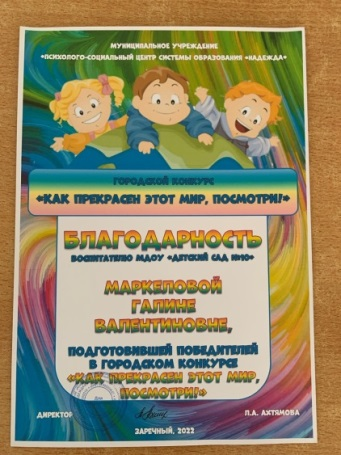 МУНИЦИПАЛЬНОЕ УЧРЕЖДЕНИЕ
«ПСИХОЛОГО-СОЦИАЛЬНЫЙ ЦЕНТР СИСТЕМЫ ОБРАЗОВАНИЯ «НАДЕЖДА»
ГОРОДСКОЙ КОНКУРС
«КАК ПРЕКРАСЕН ЭТОТ МИР, ПОСМОТРИ!»
БЛАГОДАРНОСТЬ
ВОСПИТАТЕЛЮ МДОУ «ДЕТСКИЙ САД №10»
МАРКЕЛОВОЙ
ГАЛИНЕ
ВАЛЕНТИНОВНЕ,
ПОДГОТОВИВШЕЙ ПОБЕДИТЕЛЕЙ
В ГОРОДСКОМ КОНКУРСЕ
«КАК ПРЕКРАСЕН ЭТОТ МИР,
ПОСМОТРИ!»
ДИРЕКТОР
Л.А. АХТЯМОВА
ЗАРЕЧНЫЙ, 2022